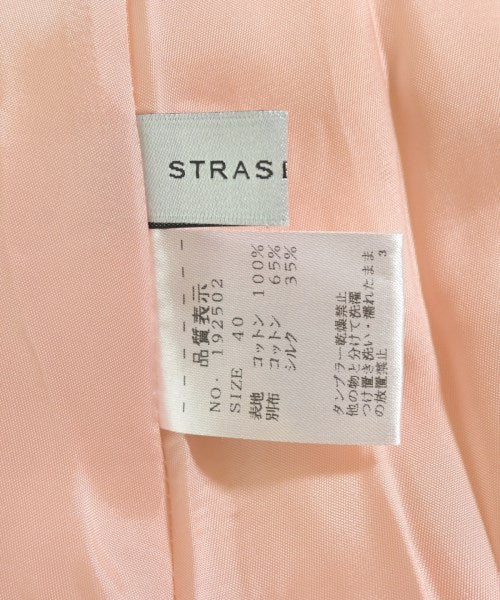 STRASE
品質表示
NO. 192502
SIZE 40
表地 コットン 100%
別布 コットン 65%
シルク 35%
タンブラー乾燥禁止
他の物と分けて洗濯
つけ置き洗い・濡れたまま
の放置禁止
3